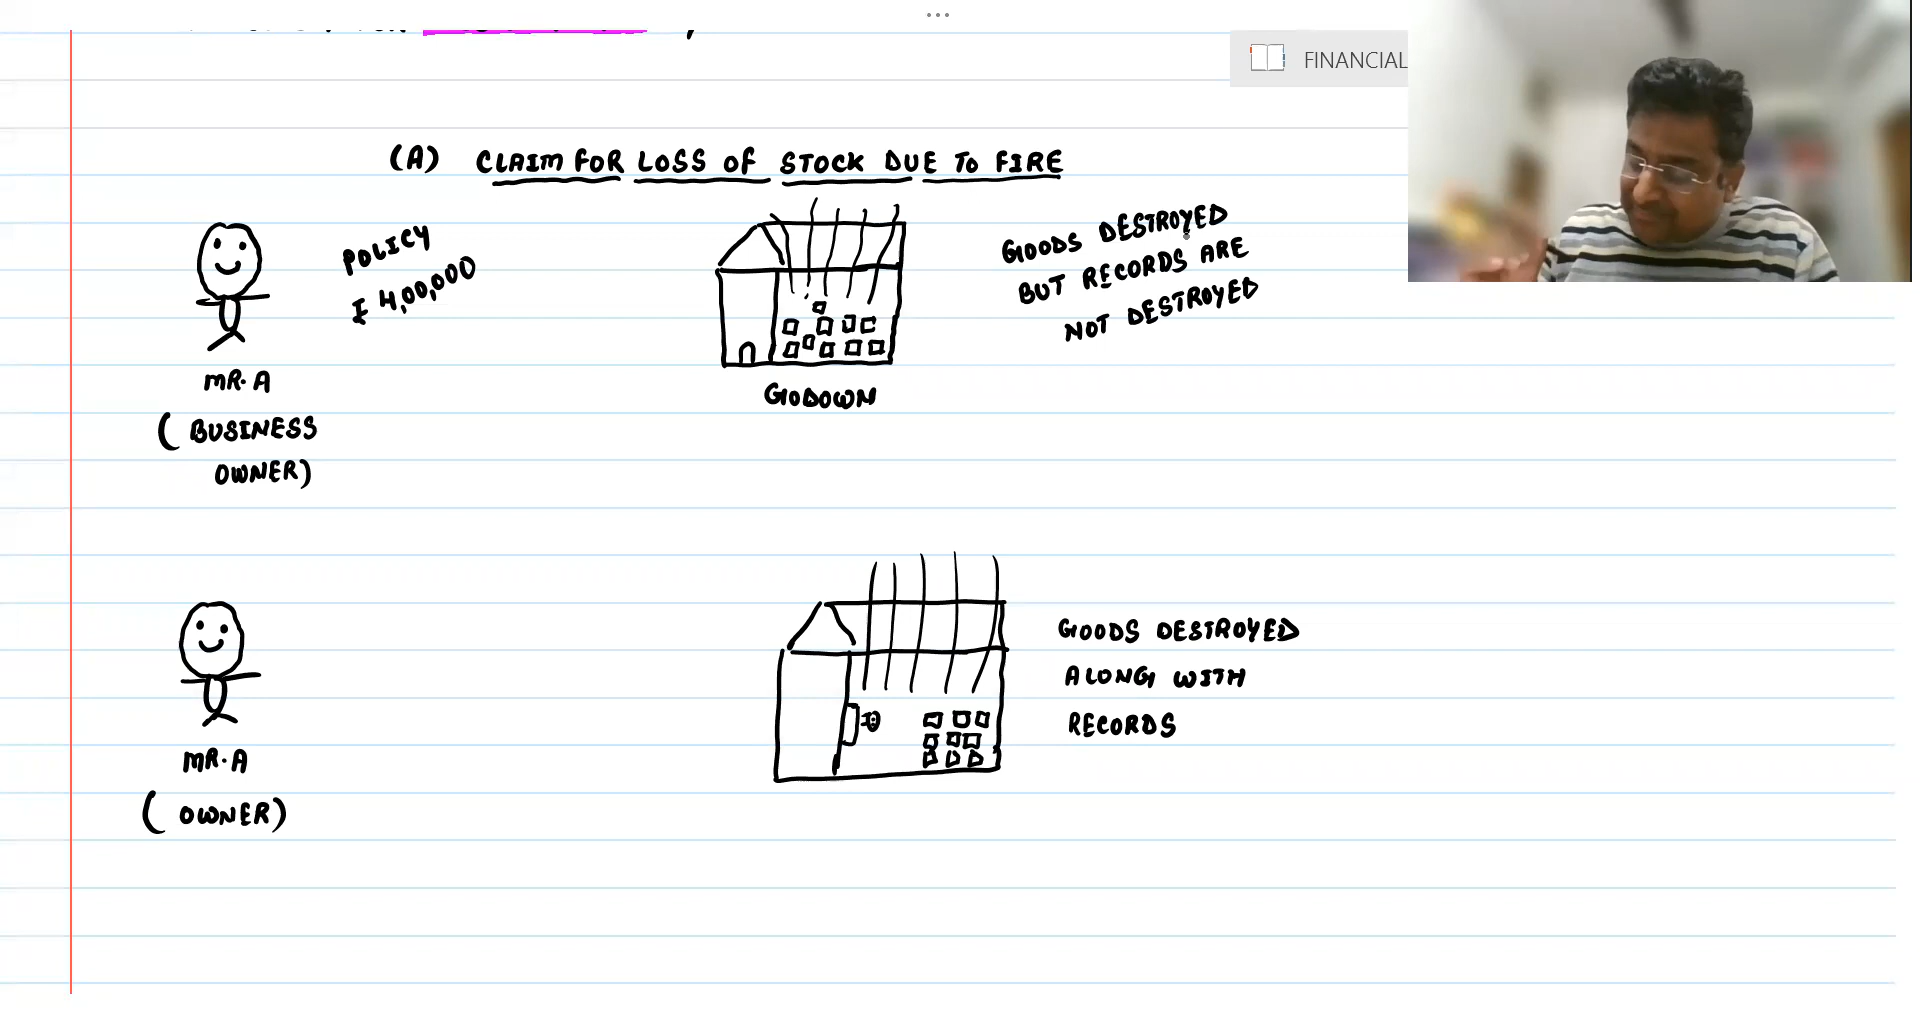 FINANCIAL
(A) CLAIM FOR LOSS OF STOCK DUE TO FIRE
POLICY
₹ 4,00,000
GOODS DESTROYED
BUT RECORDS ARE
NOT DESTROYED
MR. A
(BUSINESS
OWNER)
GODOWN
GOODS DESTROYED
ALONG WITH
RECORDS
MR. A
(OWNER)